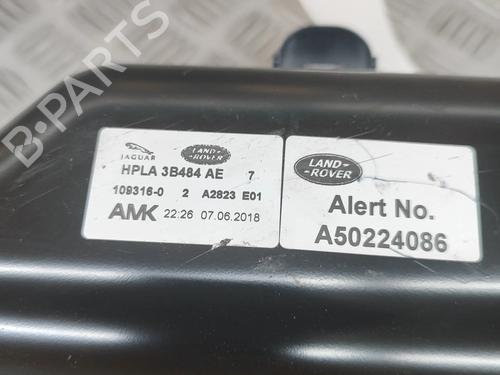 JAGUAR
LAND ROVER
HPLA 3B484 AE 7
109316-0 2 A2823 E01
AMK 22:26 07.06.2018
LAND ROVER
Alert No.
A50224086
B-PARTS